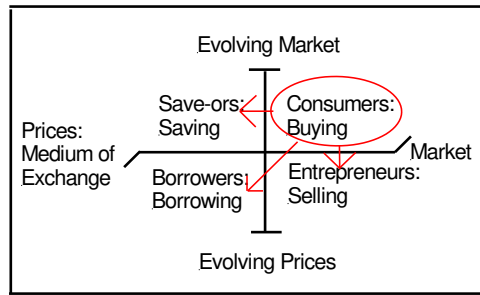 Evolving Market
Save-ors:
Saving
Consumers:
Buying
Prices:
Medium of
Exchange
Market
Borrowers:
Borrowing
Entrepreneurs:
Selling
Evolving Prices